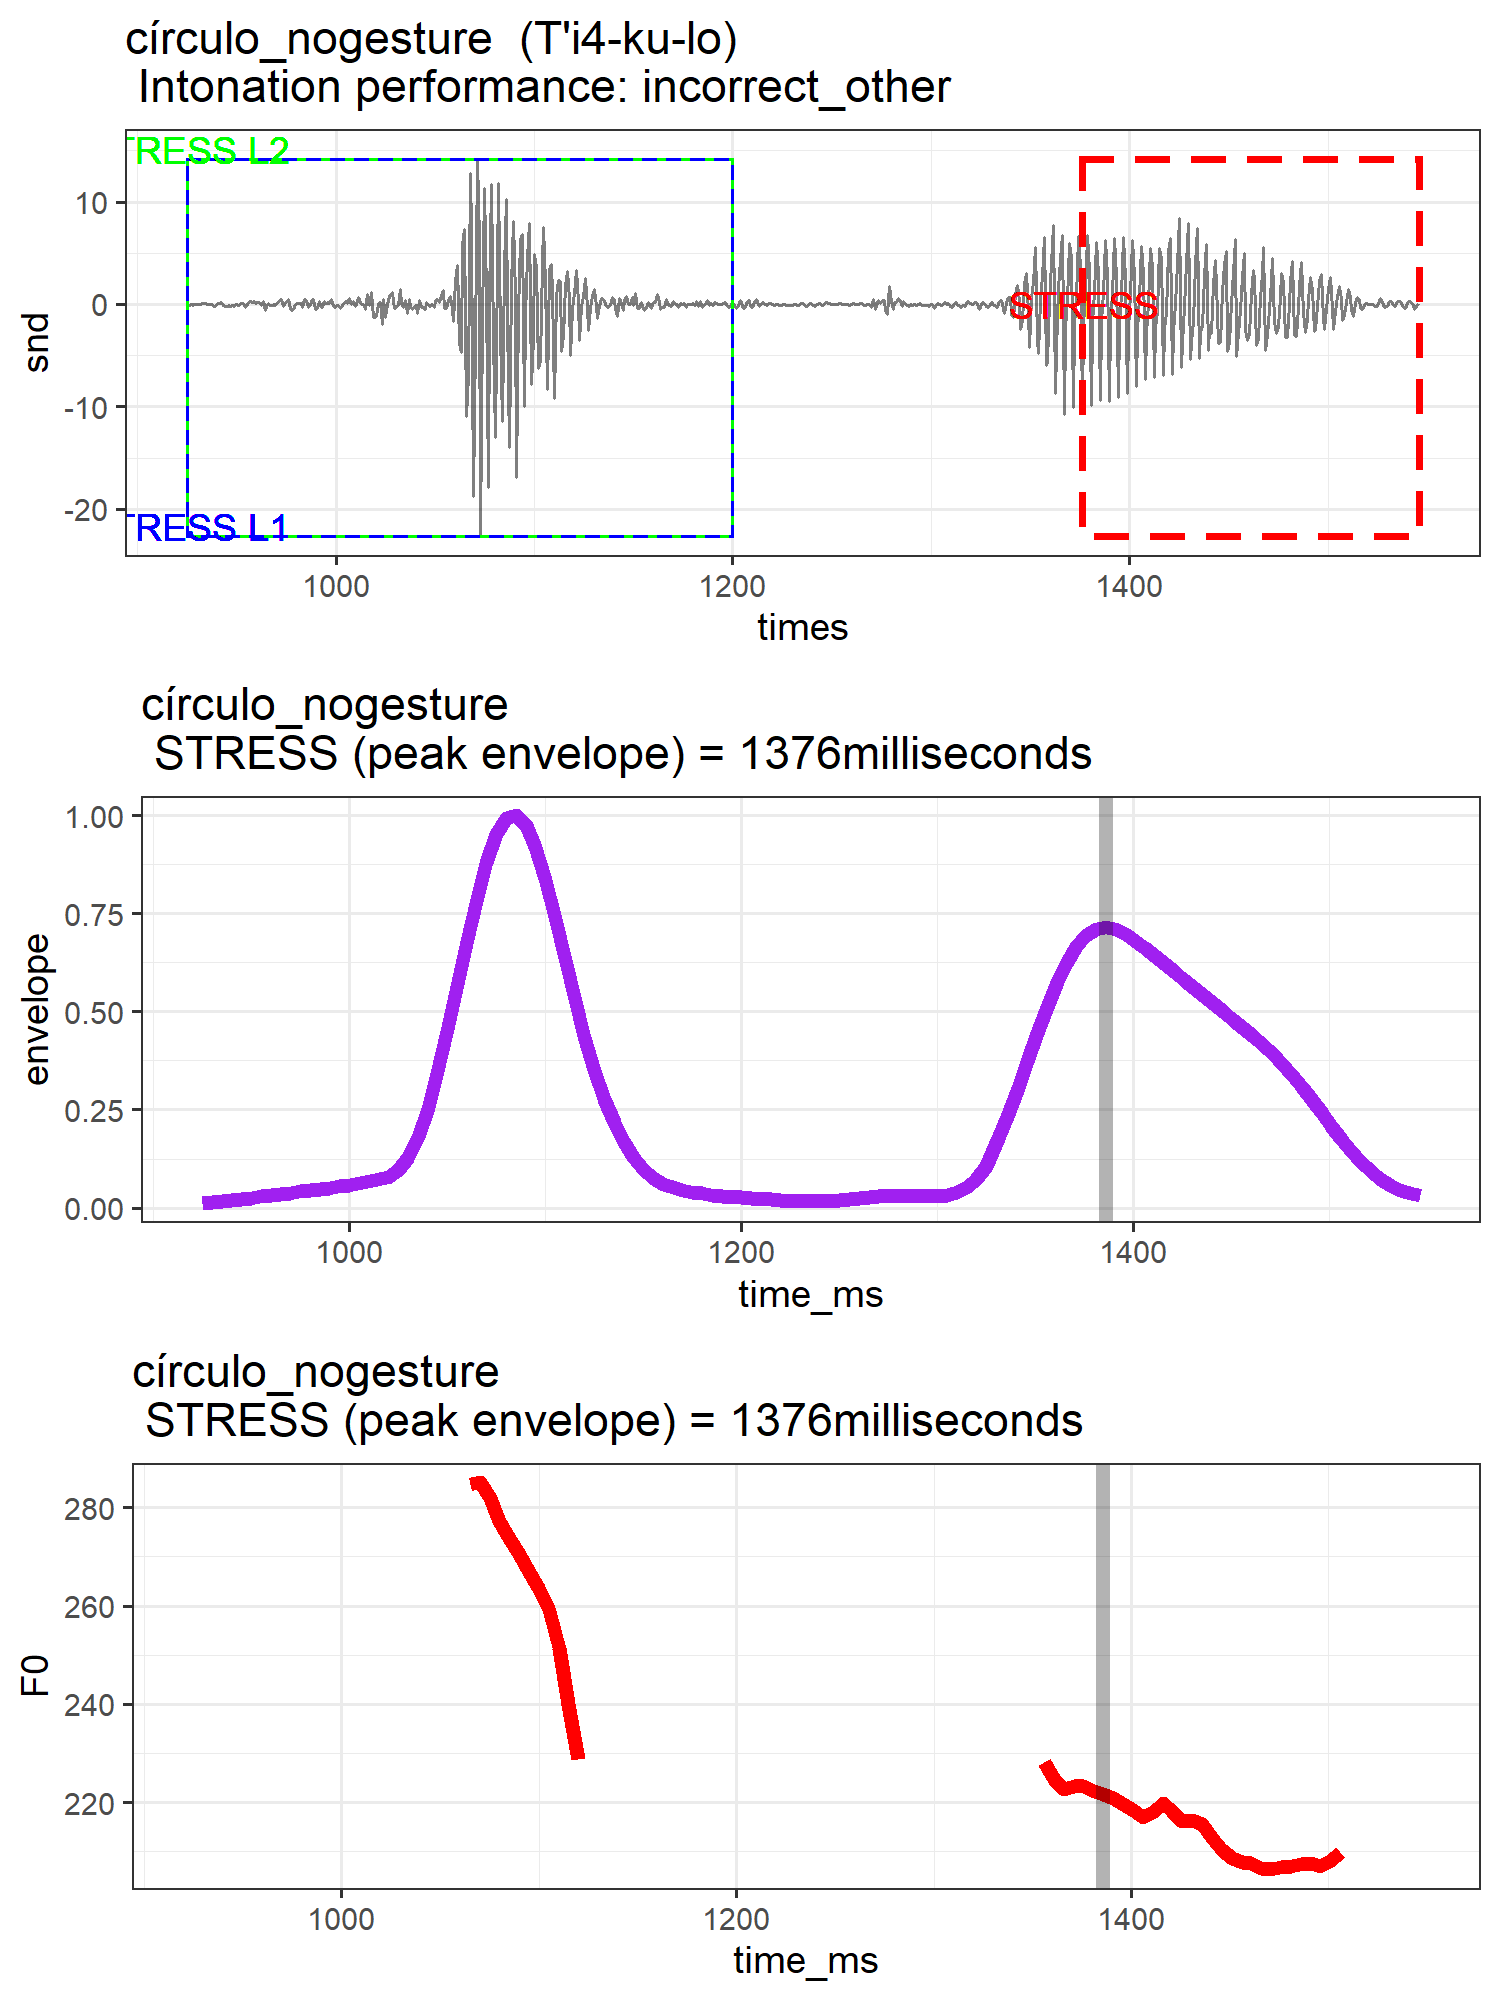 círculo_nogesture  (T'i4-ku-lo)
Intonation performance: incorrect_other
TRESS L2
10
0
-10
-20
snd
STRESS
TRESS L1
1000
1200
1400
times
círculo_nogesture
STRESS (peak envelope) = 1376milliseconds
1.00
0.75
0.50
0.25
0.00
envelope
1000
1200
1400
time_ms
círculo_nogesture
STRESS (peak envelope) = 1376milliseconds
280
260
240
220
F0
1000
1200
1400
time_ms